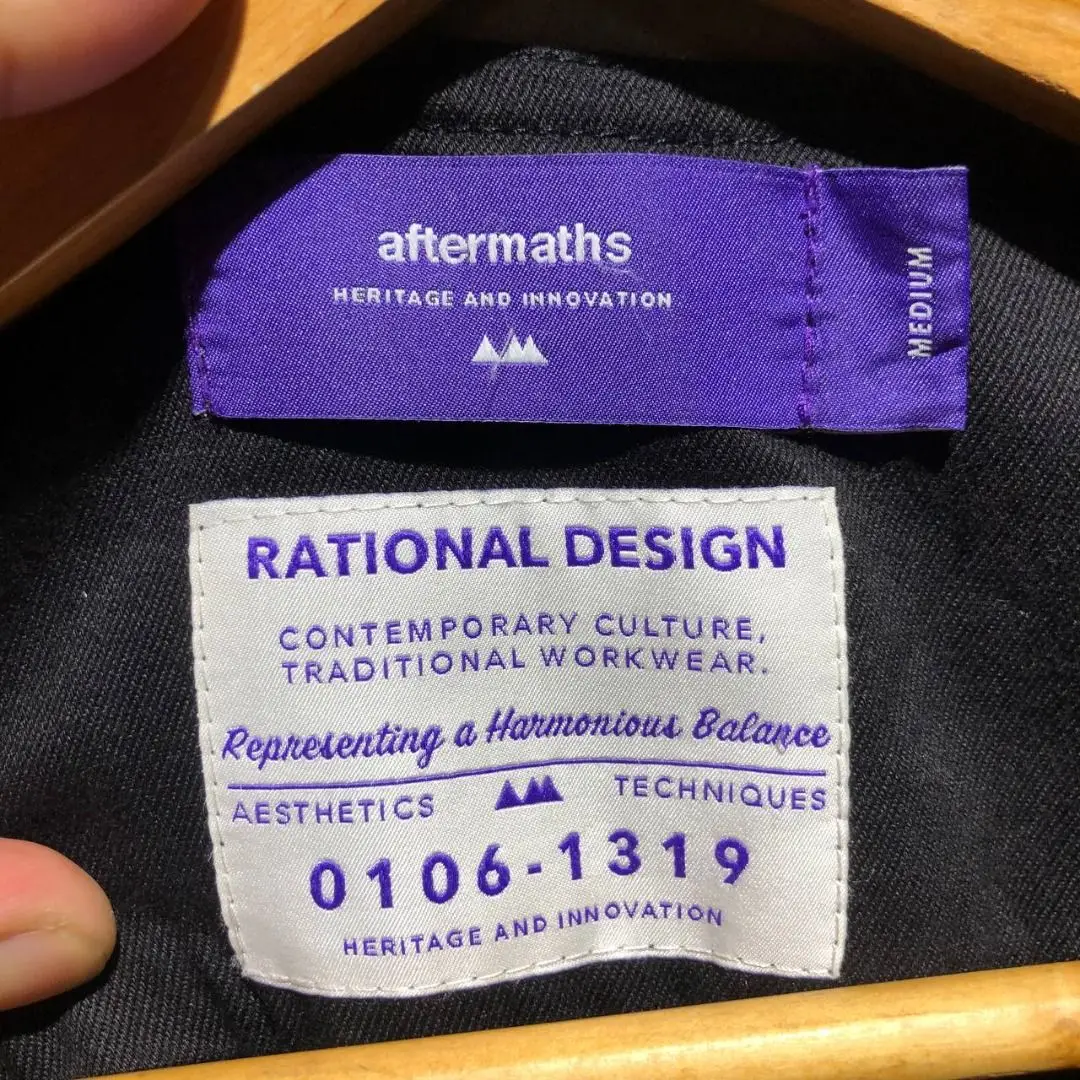 aftermaths
HERITAGE AND INNOVATION
MEDIUM
RATIONAL DESIGN
CONTEMPORARY CULTURE,
TRADITIONAL WORKWEAR.
Representing a Harmonious Balance
AESTHETICS TECHNIQUES
0106-1319
HERITAGE AND INNOVATION